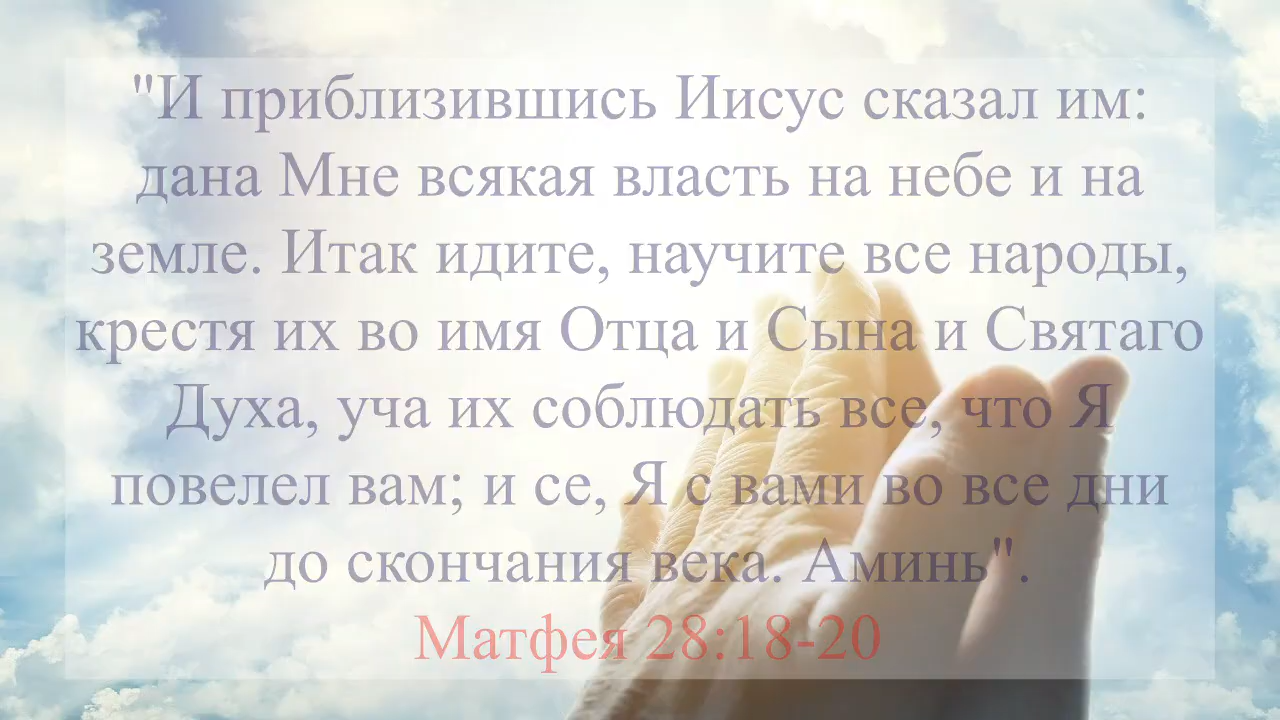 "И приблизившись Иисус сказал им:
дана Мне всякая власть на небе и на
земле. Итак идите, научите все народы,
крестя их во имя Отца и Сына и Святаго
Духа, уча их соблюдать все, что Я
повелел вам; и се, Я с вами во все дни
до скончания века. Аминь".
Матфея 28:18-20